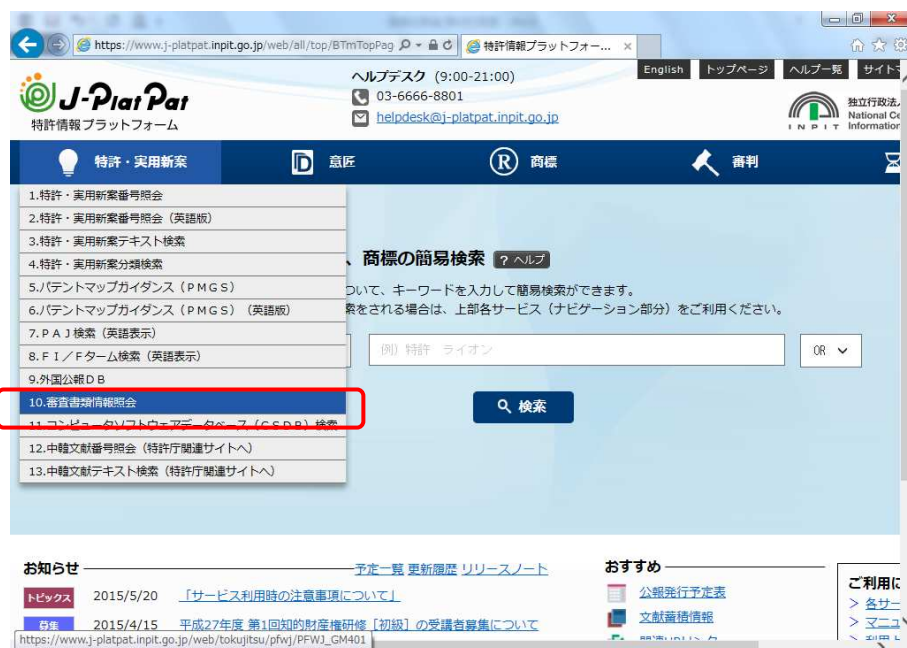 https://www.j-platpat.inpit.go.jp/web/all/top/BTmTopPag
特許情報プラットフォー...
J-PlatPat
特許情報プラットフォーム
ヘルプデスク (9:00-21:00)
03-6666-8801
helpdesk@j-platpat.inpit.go.jp
English トップページ ヘルプ一覧 サイト
INPIT
独立行政法
National Ce
Information
特許・実用新案 意匠 商標 審判
1.特許・実用新案番号照会
2.特許・実用新案番号照会(英語版)
3.特許・実用新案テキスト検索
4.特許・実用新案分類検索
5.パテントマップガイダンス(PMGS)
6.パテントマップガイダンス(PMGS)(英語版)
7.PAJ検索(英語表示)
8.FI/Fターム検索(英語表示)
9.外国公報DB
10.審査書類情報照会
11.コンピュータソフトウェアデータベース(CSDB)検索
12.中韓文献番号照会(特許庁関連サイトへ)
13.中韓文献テキスト検索(特許庁関連サイトへ)
、商標の簡易検索 ? ヘルプ
ついて、キーワードを入力して簡易検索ができます。
索をされる場合は、上部各サービス(ナビゲーション部分)をご利用ください。
例) 特許 ライオン
OR
検索
お知らせ
予定一覧 更新履歴 リリースノート
トピックス 2015/5/20 「サービス利用時の注意事項について」
募集 2015/4/15 平成27年度 第1回知的財産権研修[初級]の受講者募集について
おすすめ
公報発行予定表
文献蓄積情報
ご利用に
> 各サー
> マニュ
https://www.j-platpat.inpit.go.jp/web/tokujitsu/pfwj/PFWJ_GM401